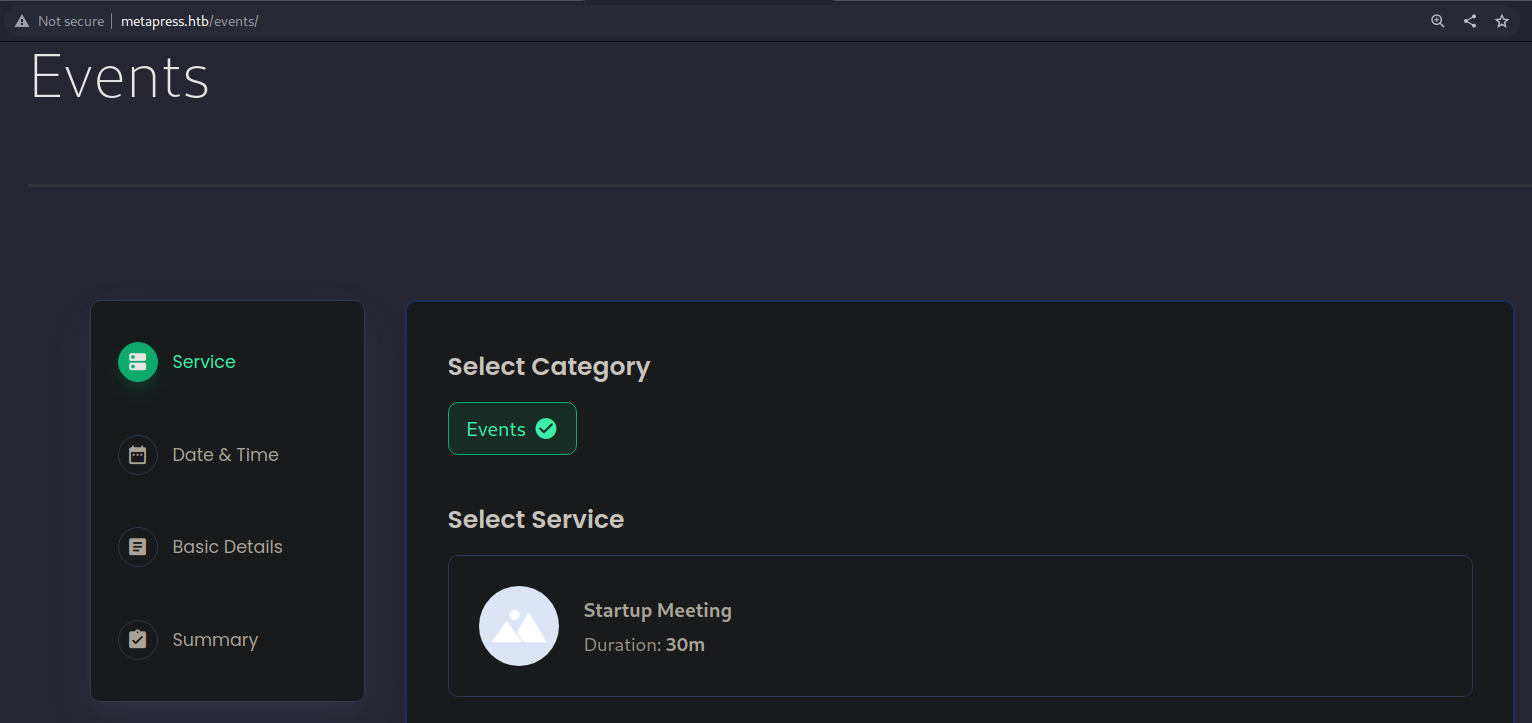 Not secure metapress.htb/events/
Events
Service
Date & Time
Basic Details
Summary
Select Category
Events
Select Service
Startup Meeting
Duration: 30m